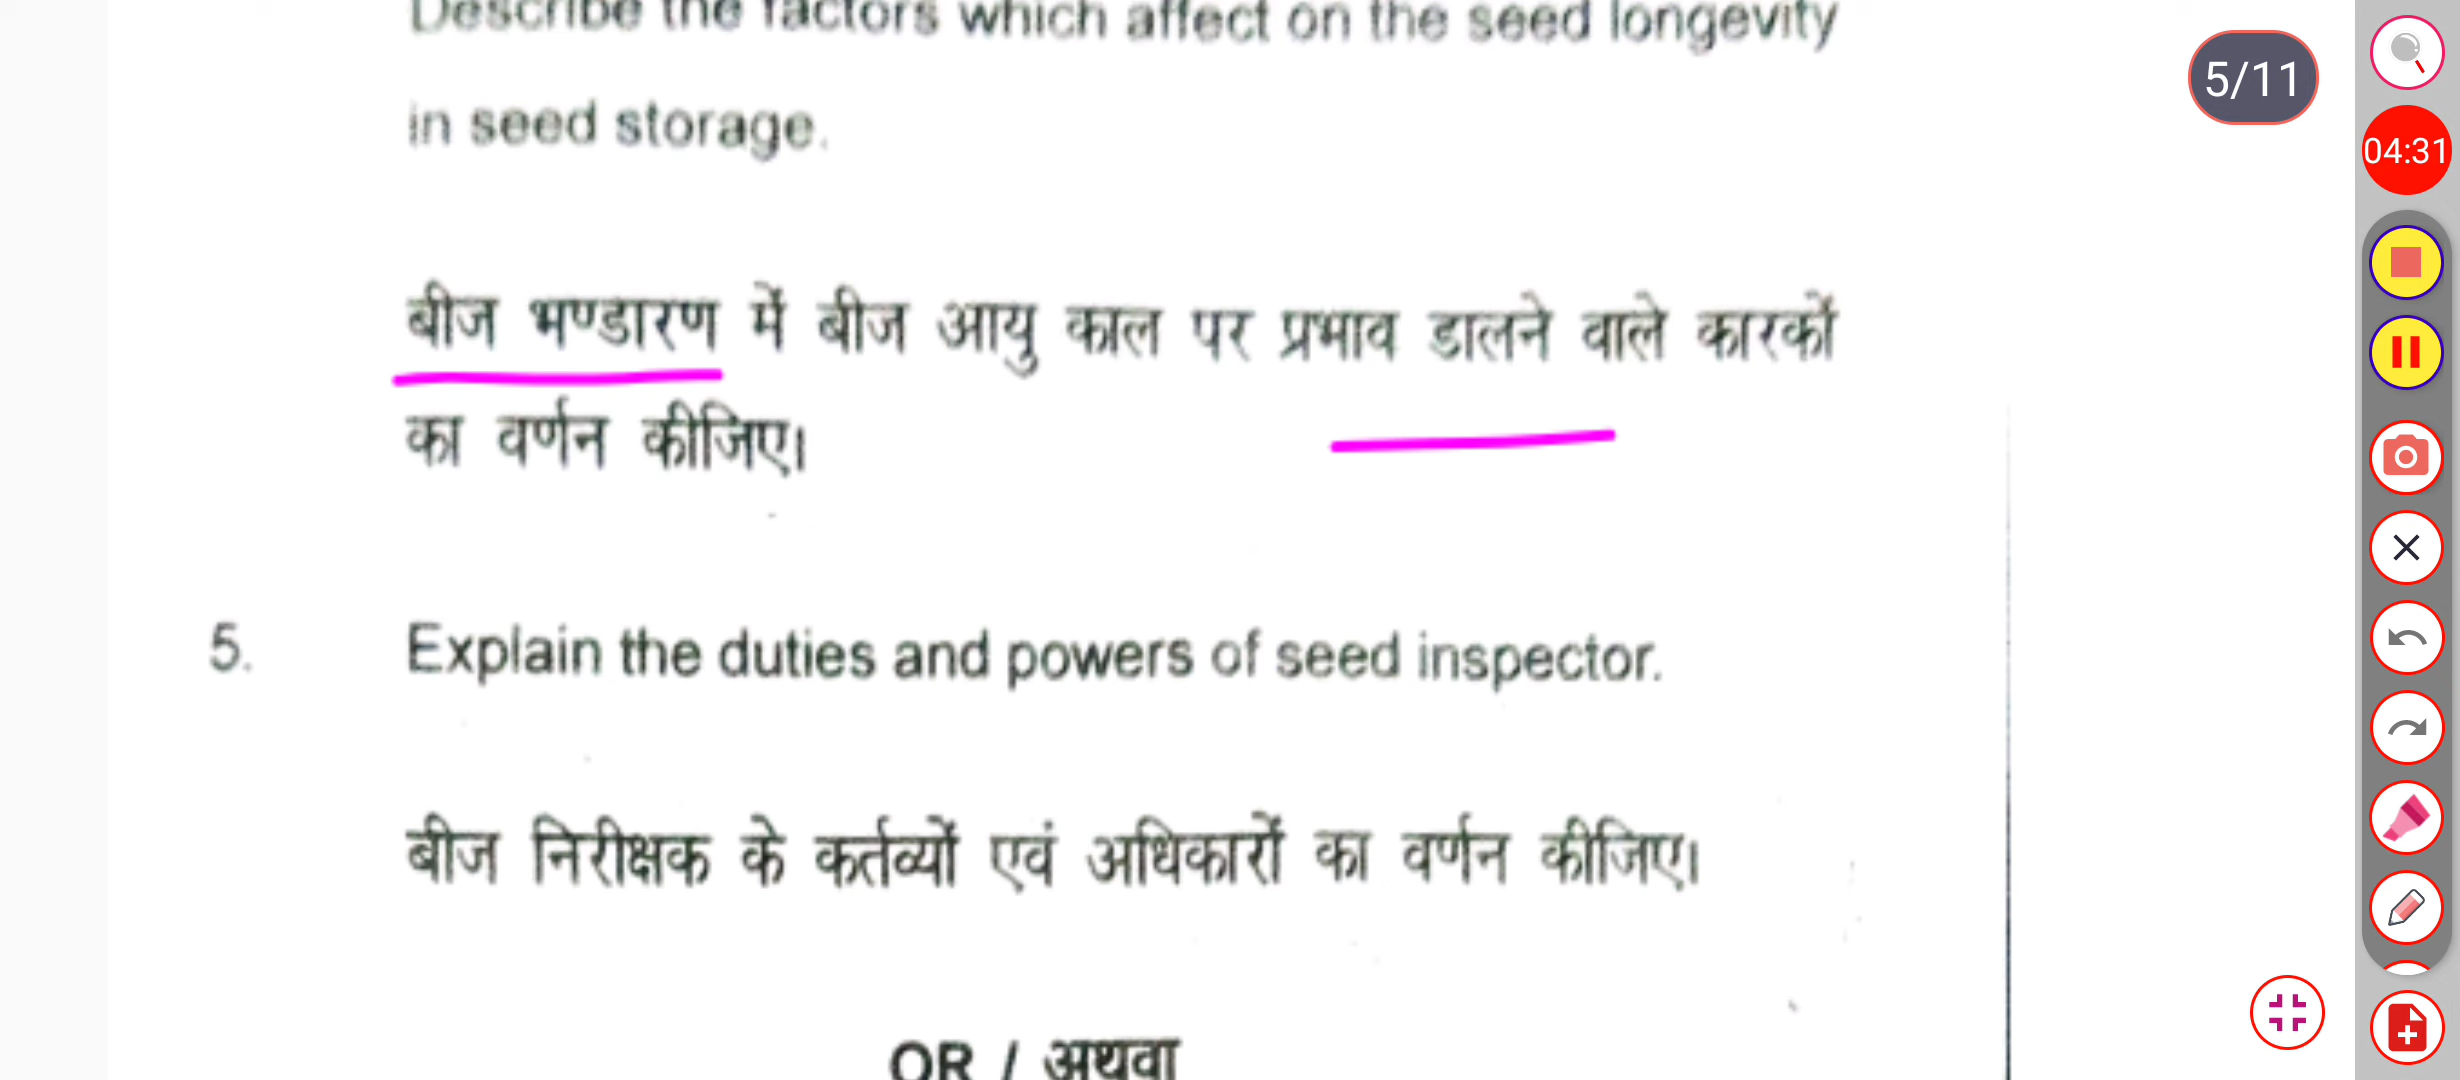 Describe the factors which affect on the seed longevity
5/11
in seed storage.
04:31
बीज भण्डारण में बीज आयु काल पर प्रभाव डालने वाले कारकों
का वर्णन कीजिए।
5. Explain the duties and powers of seed inspector.
बीज निरीक्षक के कर्तव्यों एवं अधिकारों का वर्णन कीजिए।
OR / अथवा